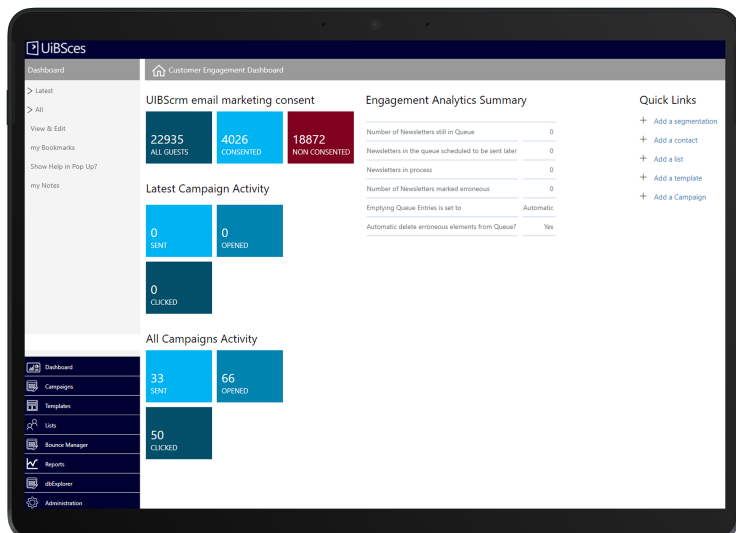 UiBSces
Dashboard
Customer Engagement Dashboard
Latest
All
View & Edit
my Bookmarks
Show Help in Pop Up?
my Notes
UIBScrm email marketing consent
22935
ALL GUESTS
4026
CONSENTED
18872
NON CONSENTED
Latest Campaign Activity
0
SENT
0
OPENED
0
CLICKED
All Campaigns Activity
33
SENT
66
OPENED
50
CLICKED
Engagement Analytics Summary
Number of Newsletters still in Queue 0
Newsletters in the queue scheduled to be sent later 0
Newsletters in process 0
Number of Newsletters marked erroneous 0
Emptying Queue Entries is set to Automatic
Automatic delete erroneous elements from Queue? Yes
Quick Links
+ Add a segmentation
+ Add a contact
+ Add a list
+ Add a template
+ Add a Campaign
Dashboard
Campaigns
Templates
Lists
Bounce Manager
Reports
dbExplorer
Administration